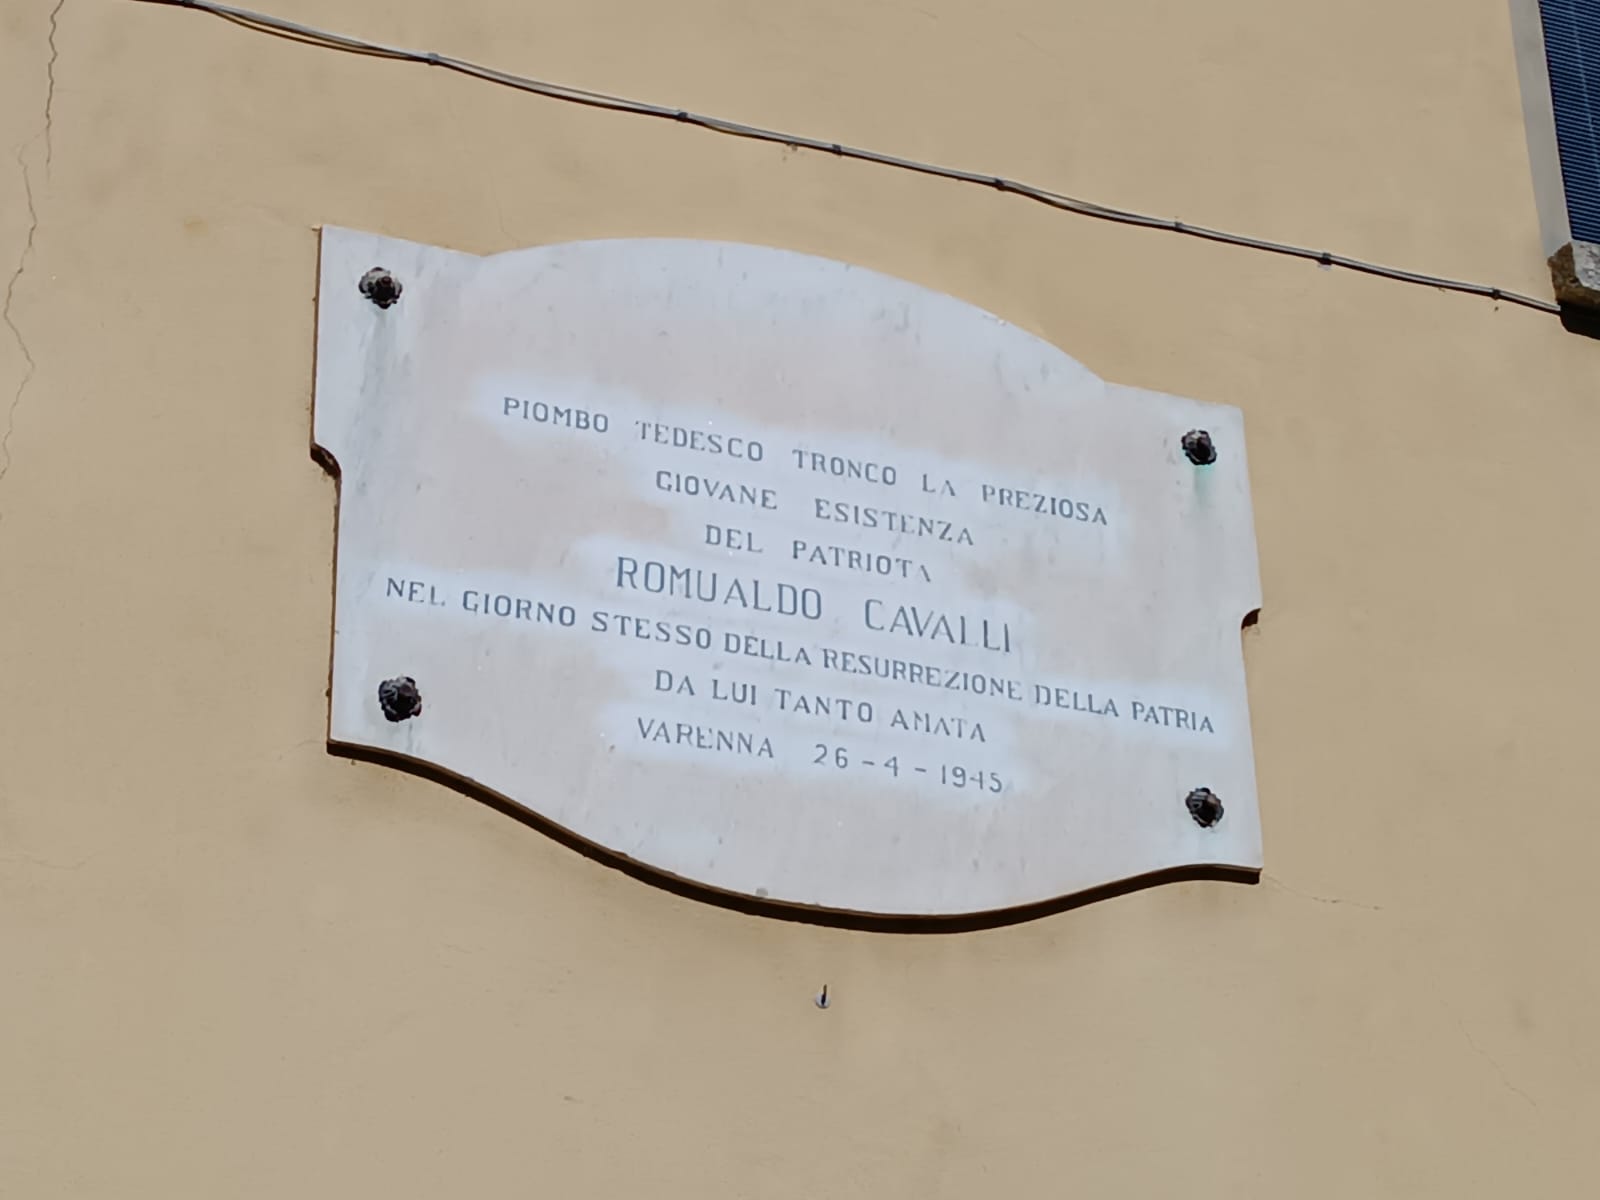 PIOMBO TEDESCO TRONCO LA PREZIOSA
GIOVANE ESISTENZA
DEL PATRIOTA
ROMUALDO CAVALLI
NEL GIORNO STESSO DELLA RESURREZIONE DELLA PATRIA
DA LUI TANTO AMATA
VARENNA 26-4-1945